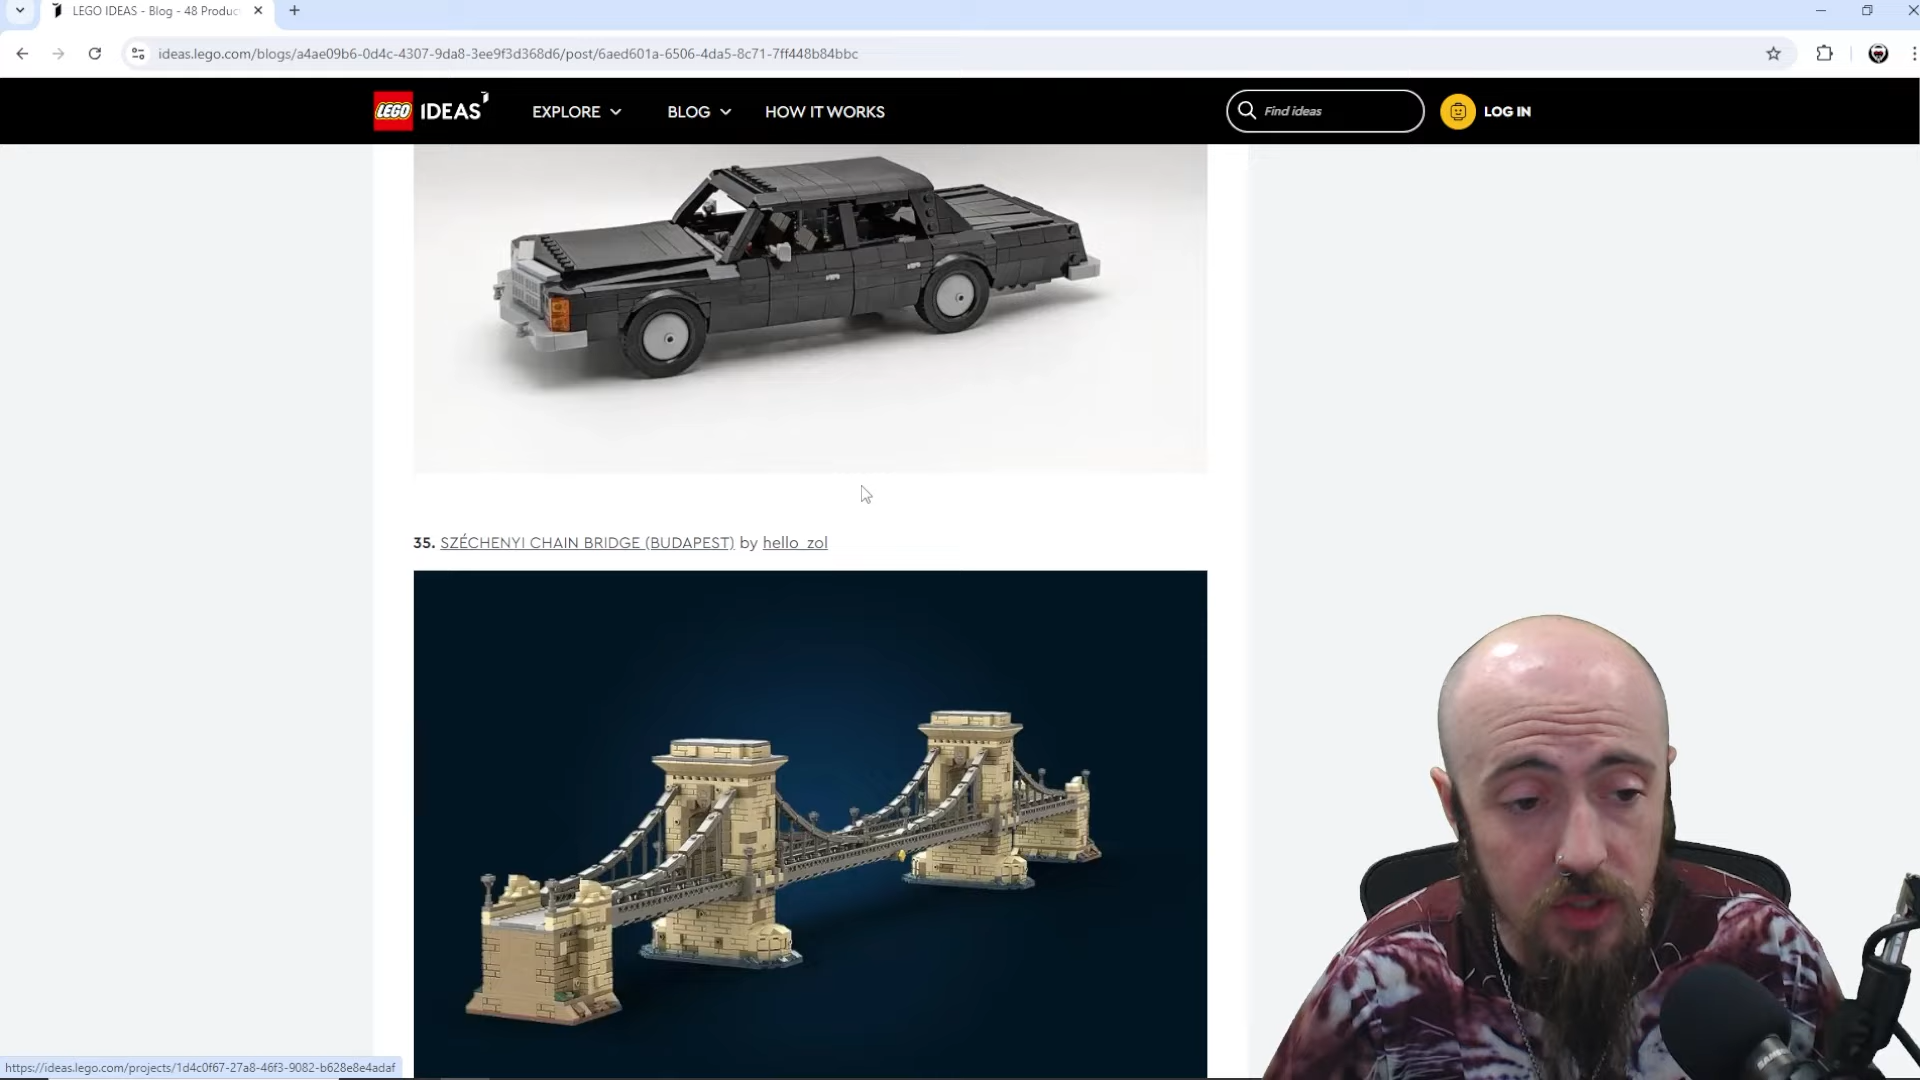 LEGO IDEAS - Blog - 48 Produc
ideas.lego.com/blogs/a4ae09b6-0d4c-4307-9da8-3ee9f3d368d6/post/6aed601a-6506-4da5-8c71-7ff448b84bbc
LEGO IDEAS EXPLORE BLOG HOW IT WORKS Find ideas LOG IN
35. SZÉCHENYI CHAIN BRIDGE (BUDAPEST) by hello_zol
https://ideas.lego.com/projects/1d4c0f67-27a8-46f3-9082-b628e8e4adaf
SAMSON